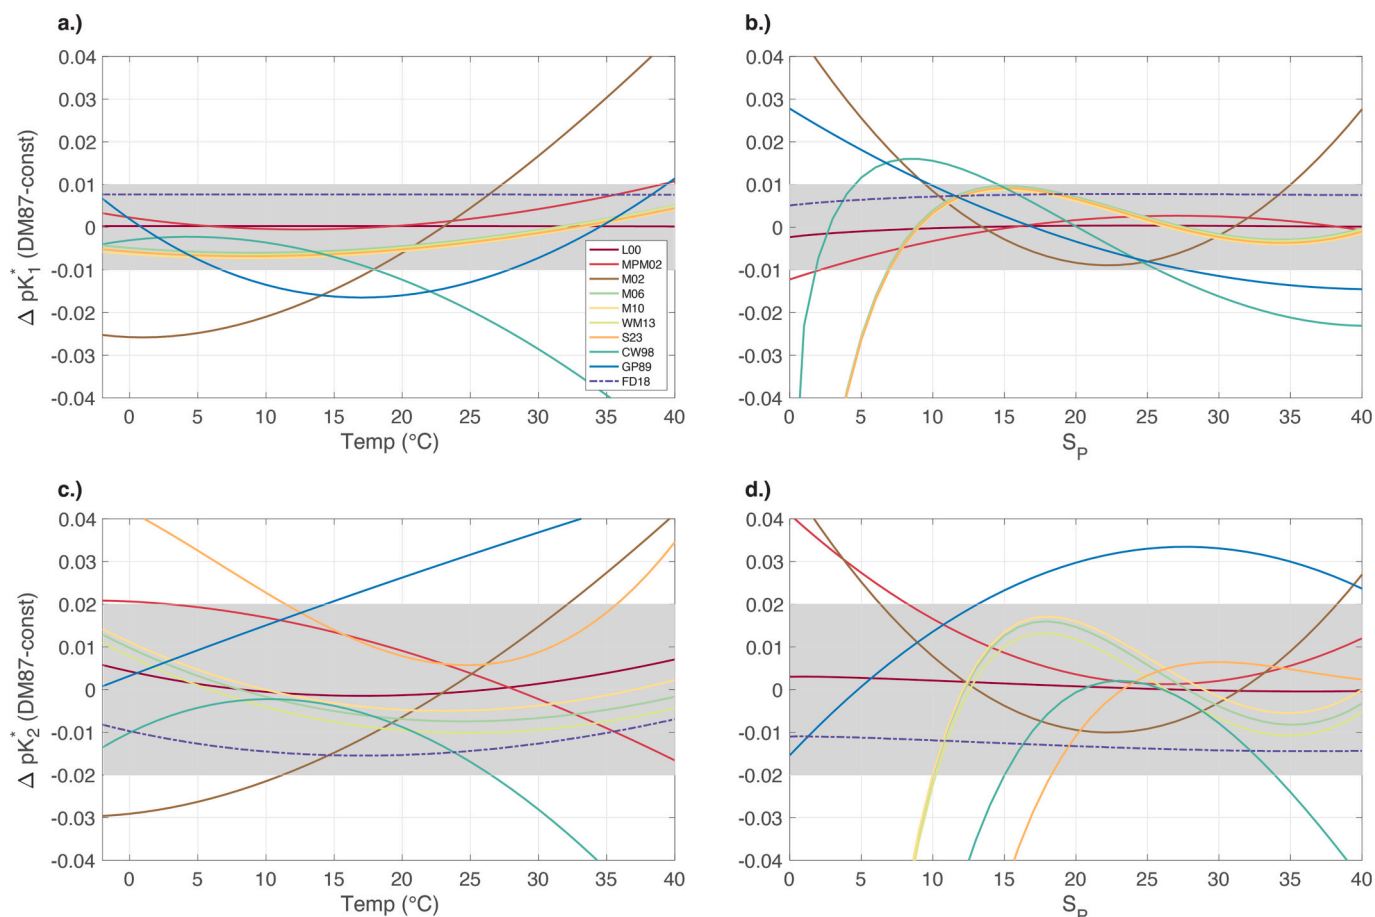 a.)
0.04
0.03
0.02
0.01
0
-0.01
-0.02
-0.03
-0.04
Δ pK₁* (DM87-const)
0 5 10 15 20 25 30 35 40
Temp (°C)
L00
MPM02
M02
M06
M10
WM13
S23
CW98
GP89
FD18
b.)
0.04
0.03
0.02
0.01
0
-0.01
-0.02
-0.03
-0.04
0 5 10 15 20 25 30 35 40
S_P
c.)
0.04
0.03
0.02
0.01
0
-0.01
-0.02
-0.03
-0.04
Δ pK₂* (DM87-const)
0 5 10 15 20 25 30 35 40
Temp (°C)
d.)
0.04
0.03
0.02
0.01
0
-0.01
-0.02
-0.03
-0.04
0 5 10 15 20 25 30 35 40
S_P